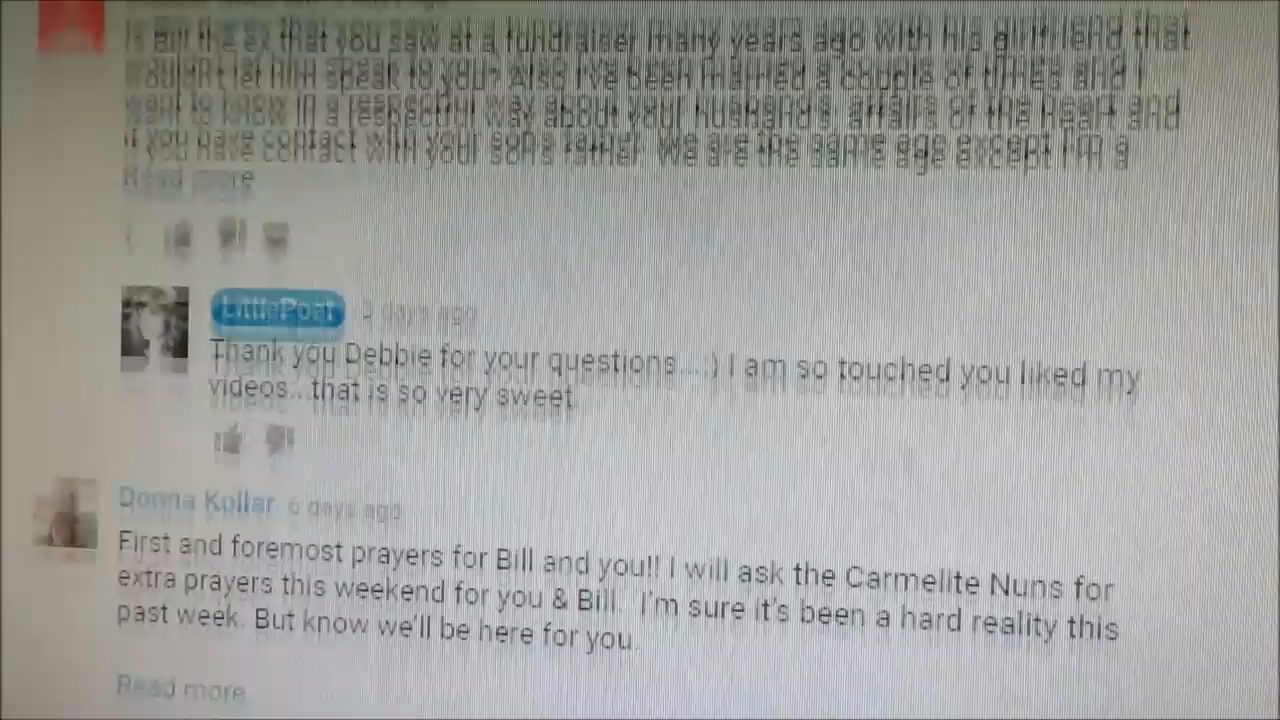 Is Bill the ex that you saw at a fundraiser many years ago with his girlfriend that
wouldn't let him speak to you? Also I've been married a couple of times and I
want to know in a respectful way about your husband's affairs of the heart and
if you have contact with your sons father. We are the same age except I'm a
Read more
LittlePoet 3 days ago
Thank you Debbie for your questions...:) I am so touched you liked my
videos...that is so very sweet.
Donna Kollar 6 days ago
First and foremost prayers for Bill and you!! I will ask the Carmelite Nuns for
extra prayers this weekend for you & Bill. I'm sure it's been a hard reality this
past week. But know we'll be here for you.
Read more